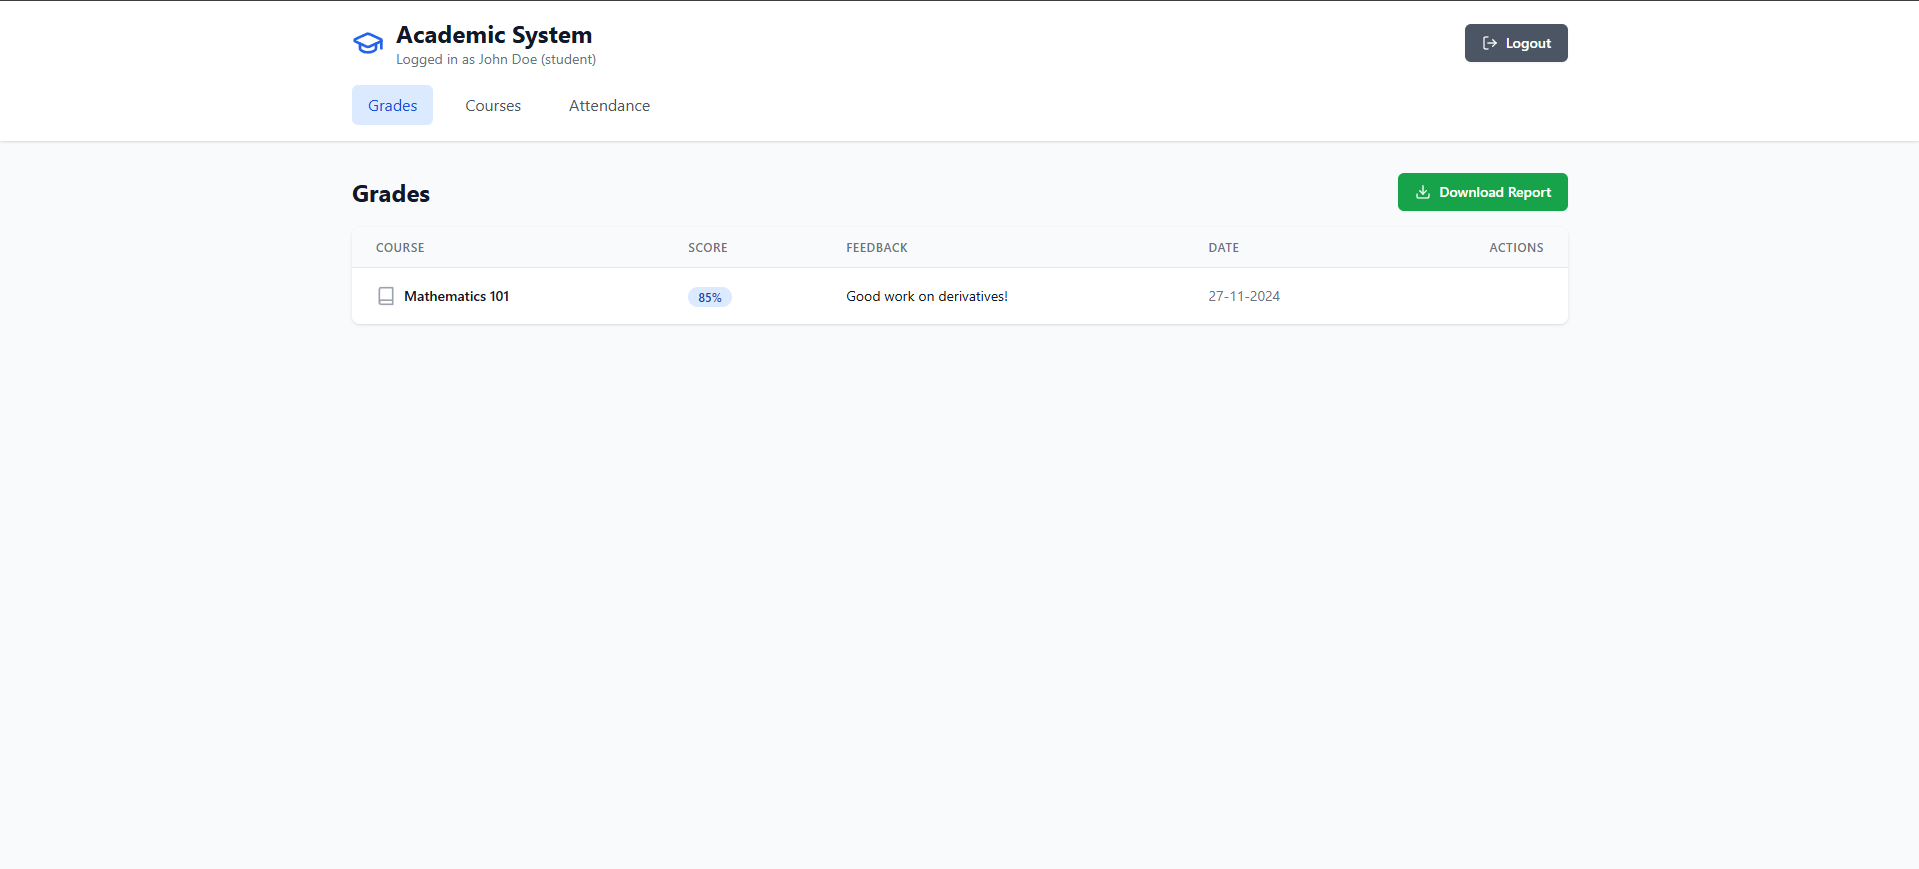 Academic System
Logged in as John Doe (student)
Logout
Grades Courses Attendance
Grades
Download Report
COURSE SCORE FEEDBACK DATE ACTIONS
Mathematics 101 85% Good work on derivatives! 27-11-2024